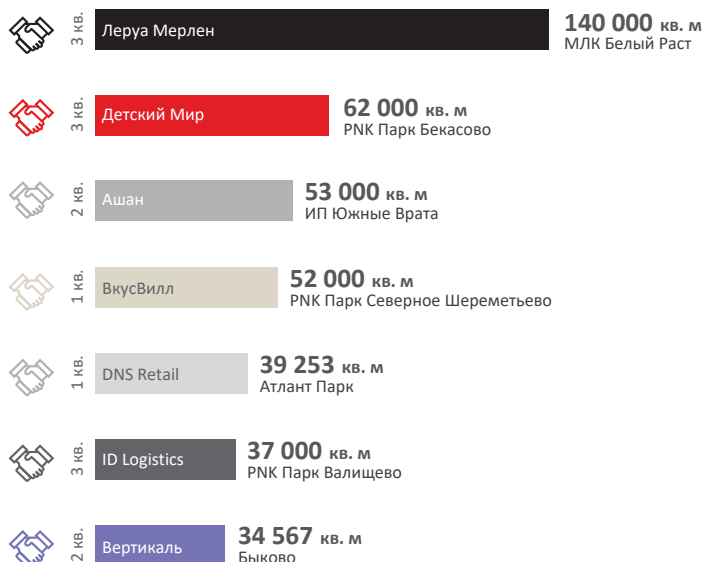 3 кв.
Леруа Мерлен
140 000 кв. м
МЛК Белый Раст
3 кв.
Детский Мир
62 000 кв. м
PNK Парк Бекасово
2 кв.
Ашан
53 000 кв. м
ИП Южные Врата
1 кв.
ВкусВилл
52 000 кв. м
PNK Парк Северное Шереметьево
1 кв.
DNS Retail
39 253 кв. м
Атлант Парк
3 кв.
ID Logistics
37 000 кв. м
PNK Парк Валищево
2 кв.
Вертикаль
34 567 кв. м
Быково